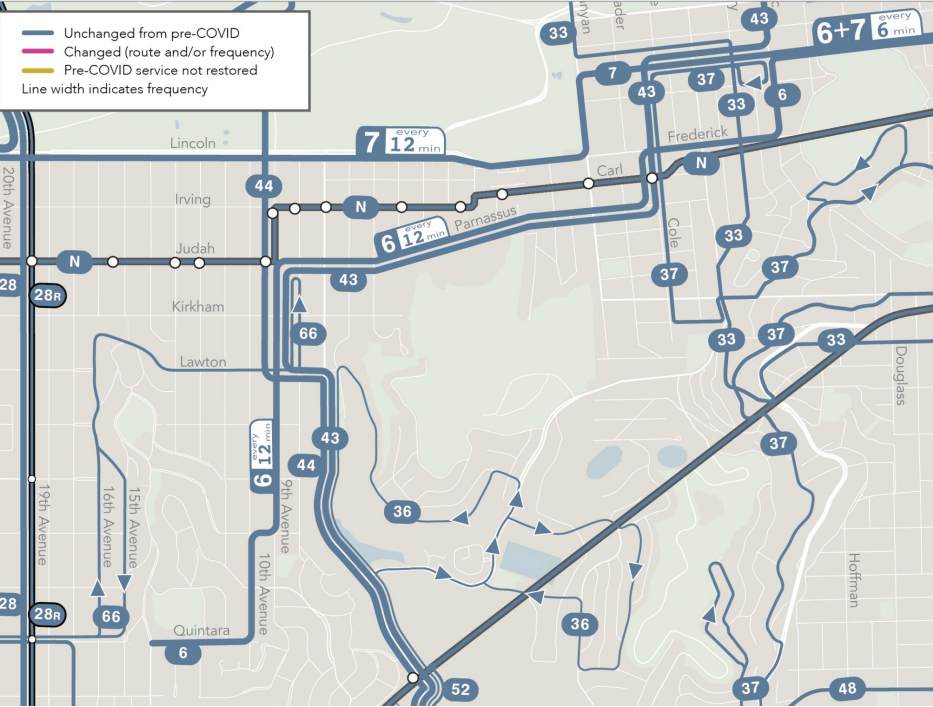 Unchanged from pre-COVID
Changed (route and/or frequency)
Pre-COVID service not restored
Line width indicates frequency
43
33
6+7 every 6 min
7
37
43
33
6
Lincoln
7 every 12 min
Frederick
N
Carl
20th Avenue
44
Irving
N
6 every 12 min
Parnassus
Cole
33
Judah
N
43
37
37
28
28R
Kirkham
66
33
37
33
Lawton
Douglass
6 every 12 min
43
44
37
19th Avenue
16th Avenue
15th Avenue
9th Avenue
36
10th Avenue
Hoffman
28
28R
66
Quintara
6
36
52
37
48